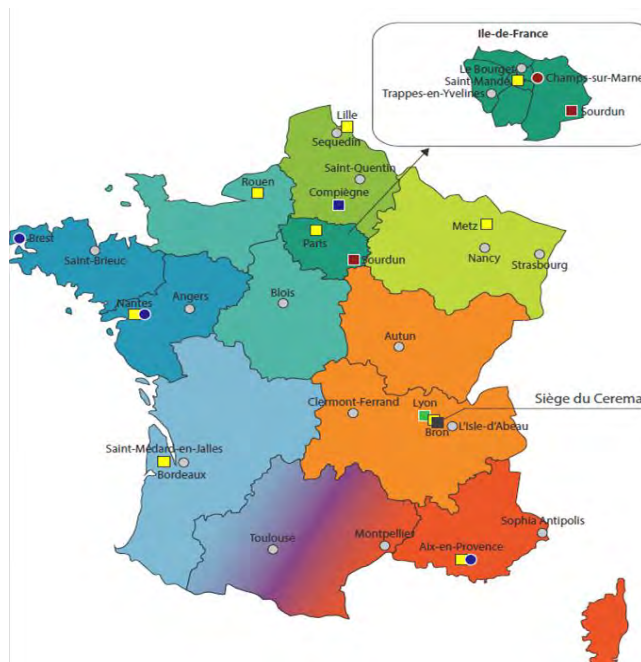 Ile-de-France
Le Bourget
Saint-Mandé
Champs-sur-Marne
Trappes-en-Yvelines
Sourdun
Lille
Sequedin
Saint-Quentin
Rouen
Compiègne
Brest
Paris
Metz
Saint-Brieuc
Sourdun
Nancy
Strasbourg
Nantes
Angers
Blois
Autun
Clermont-Ferrand
Lyon
Siège du Cerema
Bron
L'Isle-d'Abeau
Saint-Médard-en-Jalles
Bordeaux
Toulouse
Montpellier
Sophia Antipolis
Aix-en-Provence